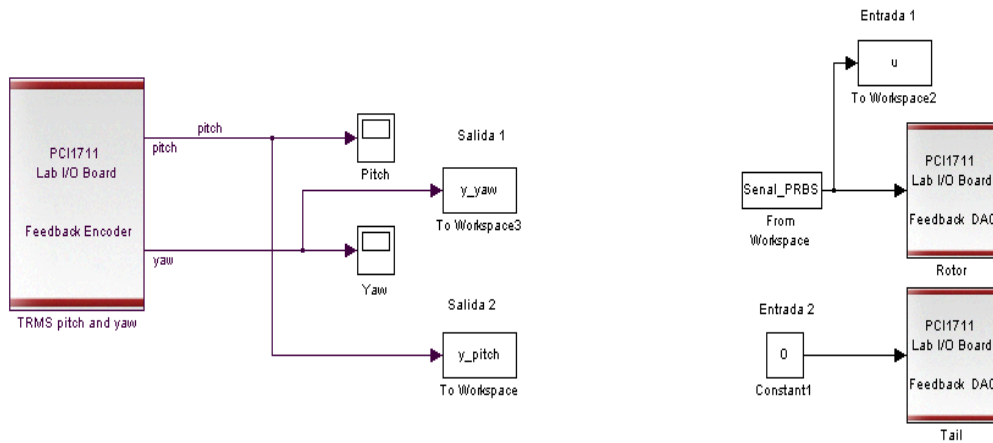 PCI1711
Lab I/O Board
Feedback Encoder
TRMS pitch and yaw
pitch
pitch
yaw
Pitch
Yaw
Salida 1
y_yaw
To Workspace3
Salida 2
y_pitch
To Workspace
Entrada 1
u
To Workspace2
Senal_PRBS
From
Workspace
PCI1711
Lab I/O Board
Feedback DAC
Rotor
Entrada 2
0
Constant1
PCI1711
Lab I/O Board
Feedback DAC
Tail